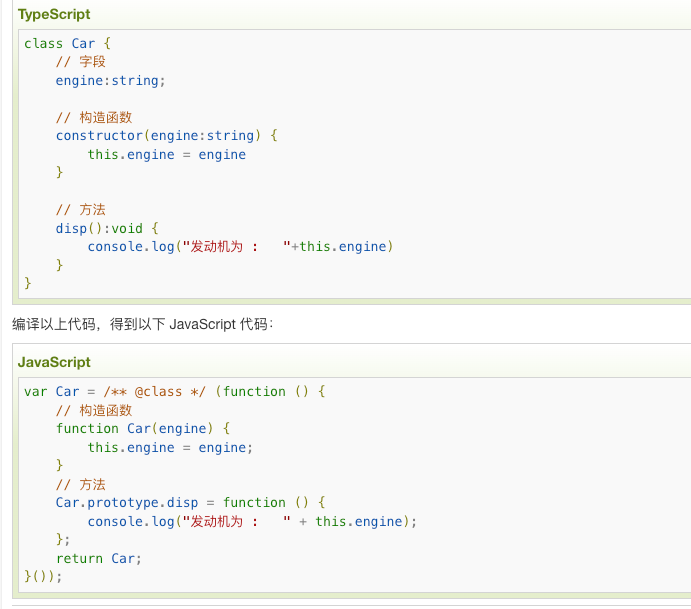 TypeScript
class Car {
    // 字段
    engine:string;
    // 构造函数
    constructor(engine:string) {
        this.engine = engine
    }
    // 方法
    disp():void {
        console.log("发动机为 :   "+this.engine)
    }
}
编译以上代码，得到以下 JavaScript 代码：
JavaScript
var Car = /** @class */ (function () {
    // 构造函数
    function Car(engine) {
        this.engine = engine;
    }
    // 方法
    Car.prototype.disp = function () {
        console.log("发动机为 :   " + this.engine);
    };
    return Car;
}());